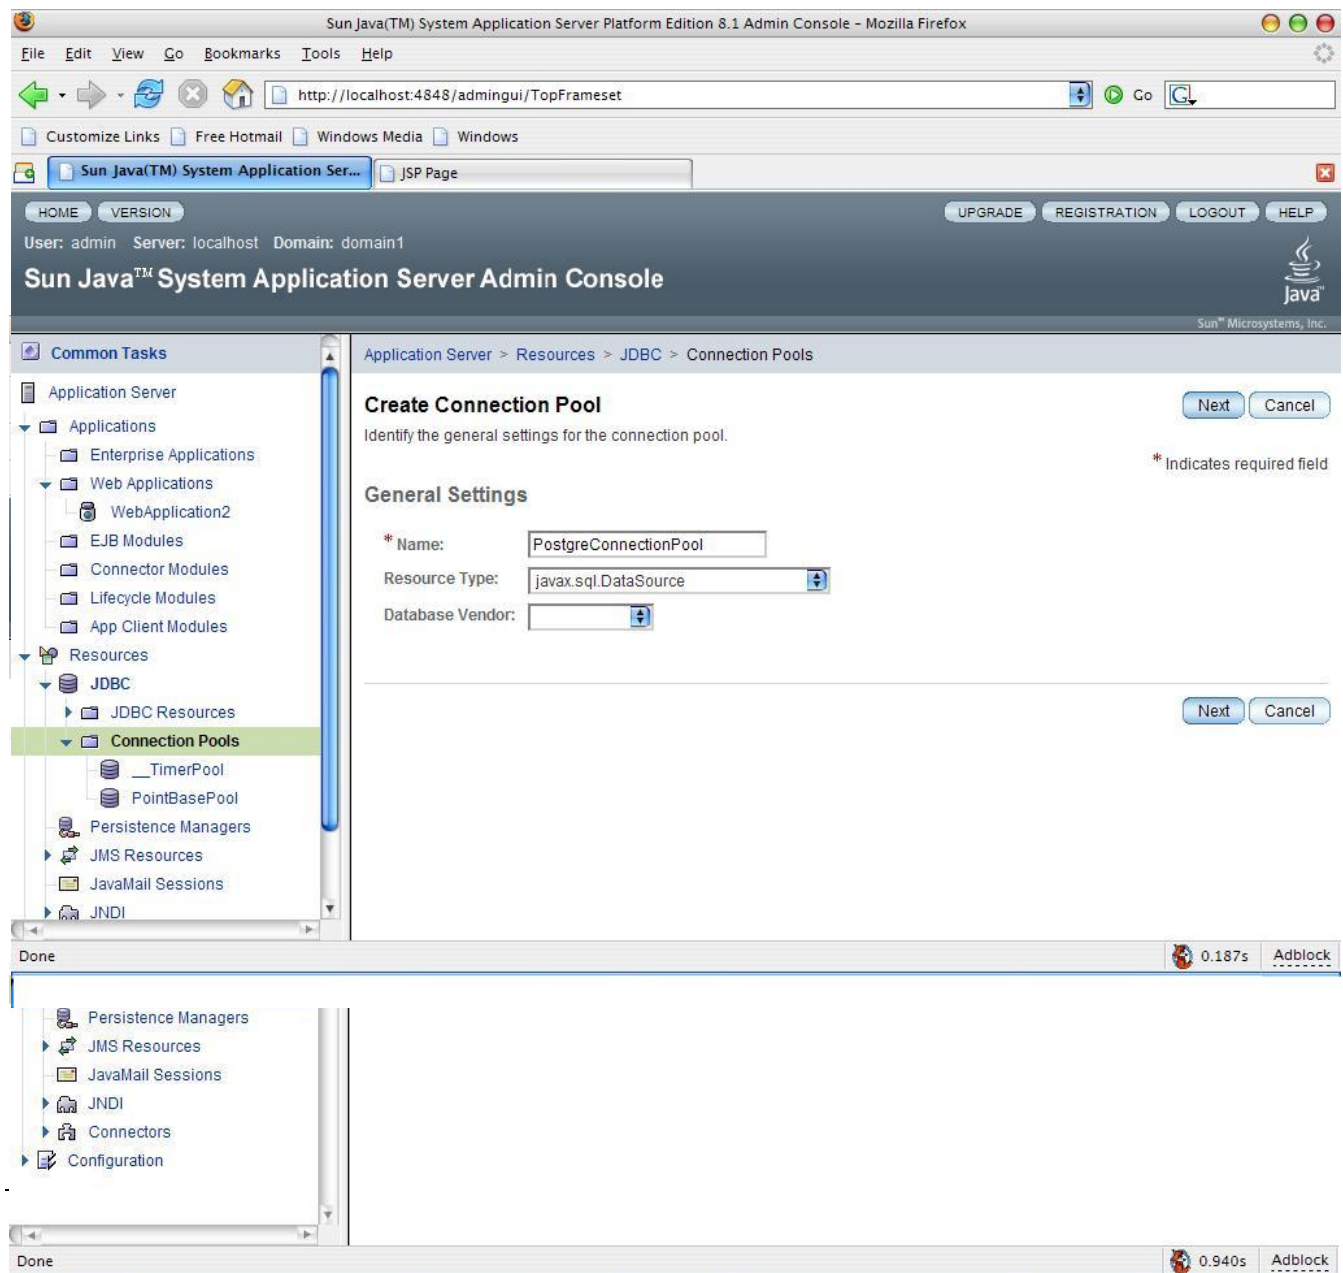 Sun Java(TM) System Application Server Platform Edition 8.1 Admin Console - Mozilla Firefox
File Edit View Go Bookmarks Tools Help
http://localhost:4848/admingui/TopFrameset Go G
Customize Links Free Hotmail Windows Media Windows
Sun Java(TM) System Application Ser... JSP Page
HOME VERSION UPGRADE REGISTRATION LOGOUT HELP
User: admin Server: localhost Domain: domain1
Sun Java™ System Application Server Admin Console
Java™
Sun™ Microsystems, Inc.
Common Tasks
Application Server
Applications
Enterprise Applications
Web Applications
WebApplication2
EJB Modules
Connector Modules
Lifecycle Modules
App Client Modules
Resources
JDBC
JDBC Resources
Connection Pools
__TimerPool
PointBasePool
Persistence Managers
JMS Resources
JavaMail Sessions
JNDI
Application Server > Resources > JDBC > Connection Pools
Create Connection Pool Next Cancel
Identify the general settings for the connection pool.
* Indicates required field
General Settings
* Name: PostgreConnectionPool
Resource Type: javax.sql.DataSource
Database Vendor:
Next Cancel
Done 0.187s Adblock
Persistence Managers
JMS Resources
JavaMail Sessions
JNDI
Connectors
Configuration
Done 0.940s Adblock